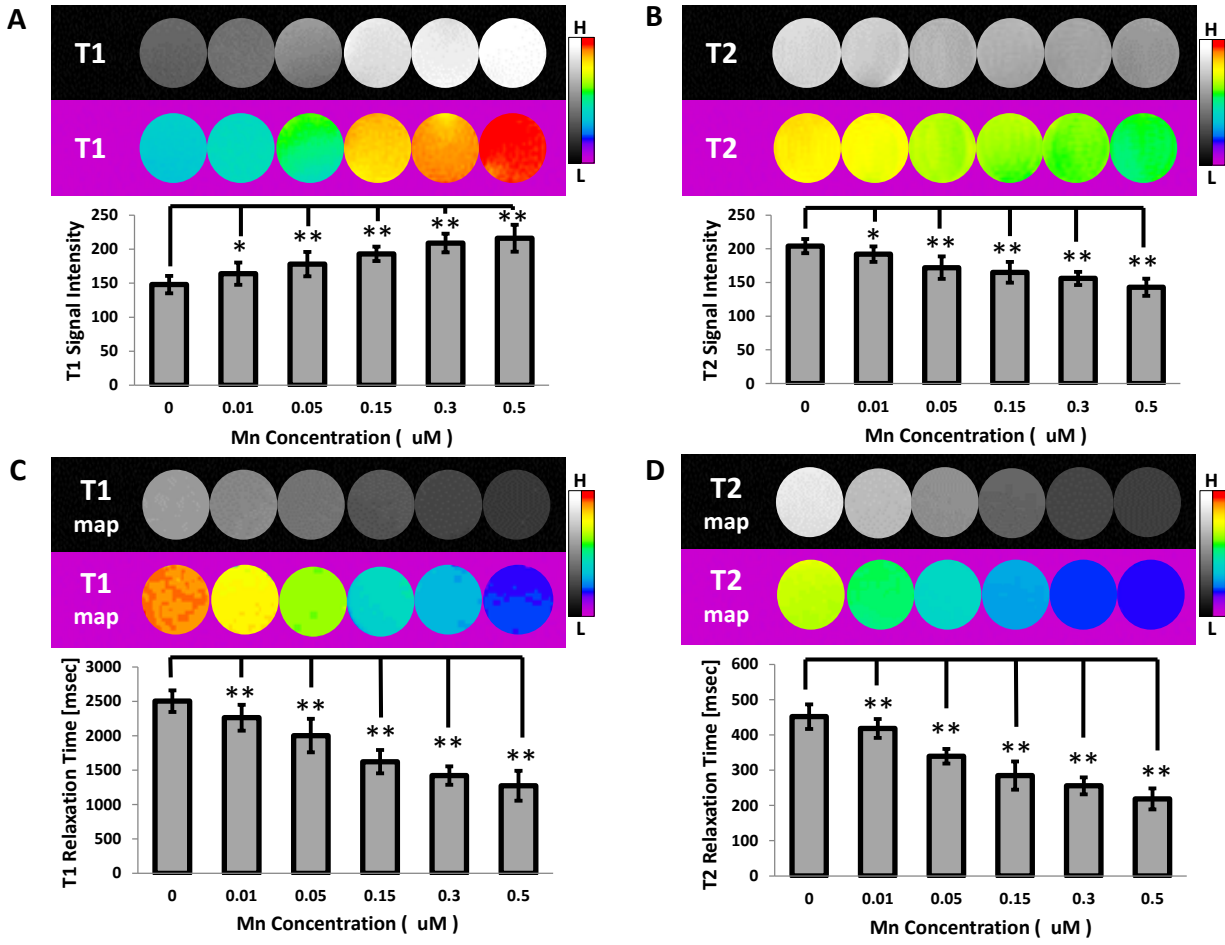 A
T1
H
T1
L
T1 Signal Intensity
250
200
150
100
50
0
* ** ** ** **
0 0.01 0.05 0.15 0.3 0.5
Mn Concentration ( uM )
B
T2
H
T2
L
T2 Signal Intensity
250
200
150
100
50
0
* ** ** ** **
0 0.01 0.05 0.15 0.3 0.5
Mn Concentration ( uM )
C
T1
map
H
T1
map
L
T1 Relaxation Time [msec]
3000
2500
2000
1500
1000
500
0
** ** ** ** **
0 0.01 0.05 0.15 0.3 0.5
Mn Concentration ( uM )
D
T2
map
H
T2
map
L
T2 Relaxation Time [msec]
600
500
400
300
200
100
0
** ** ** ** **
0 0.01 0.05 0.15 0.3 0.5
Mn Concentration ( uM )